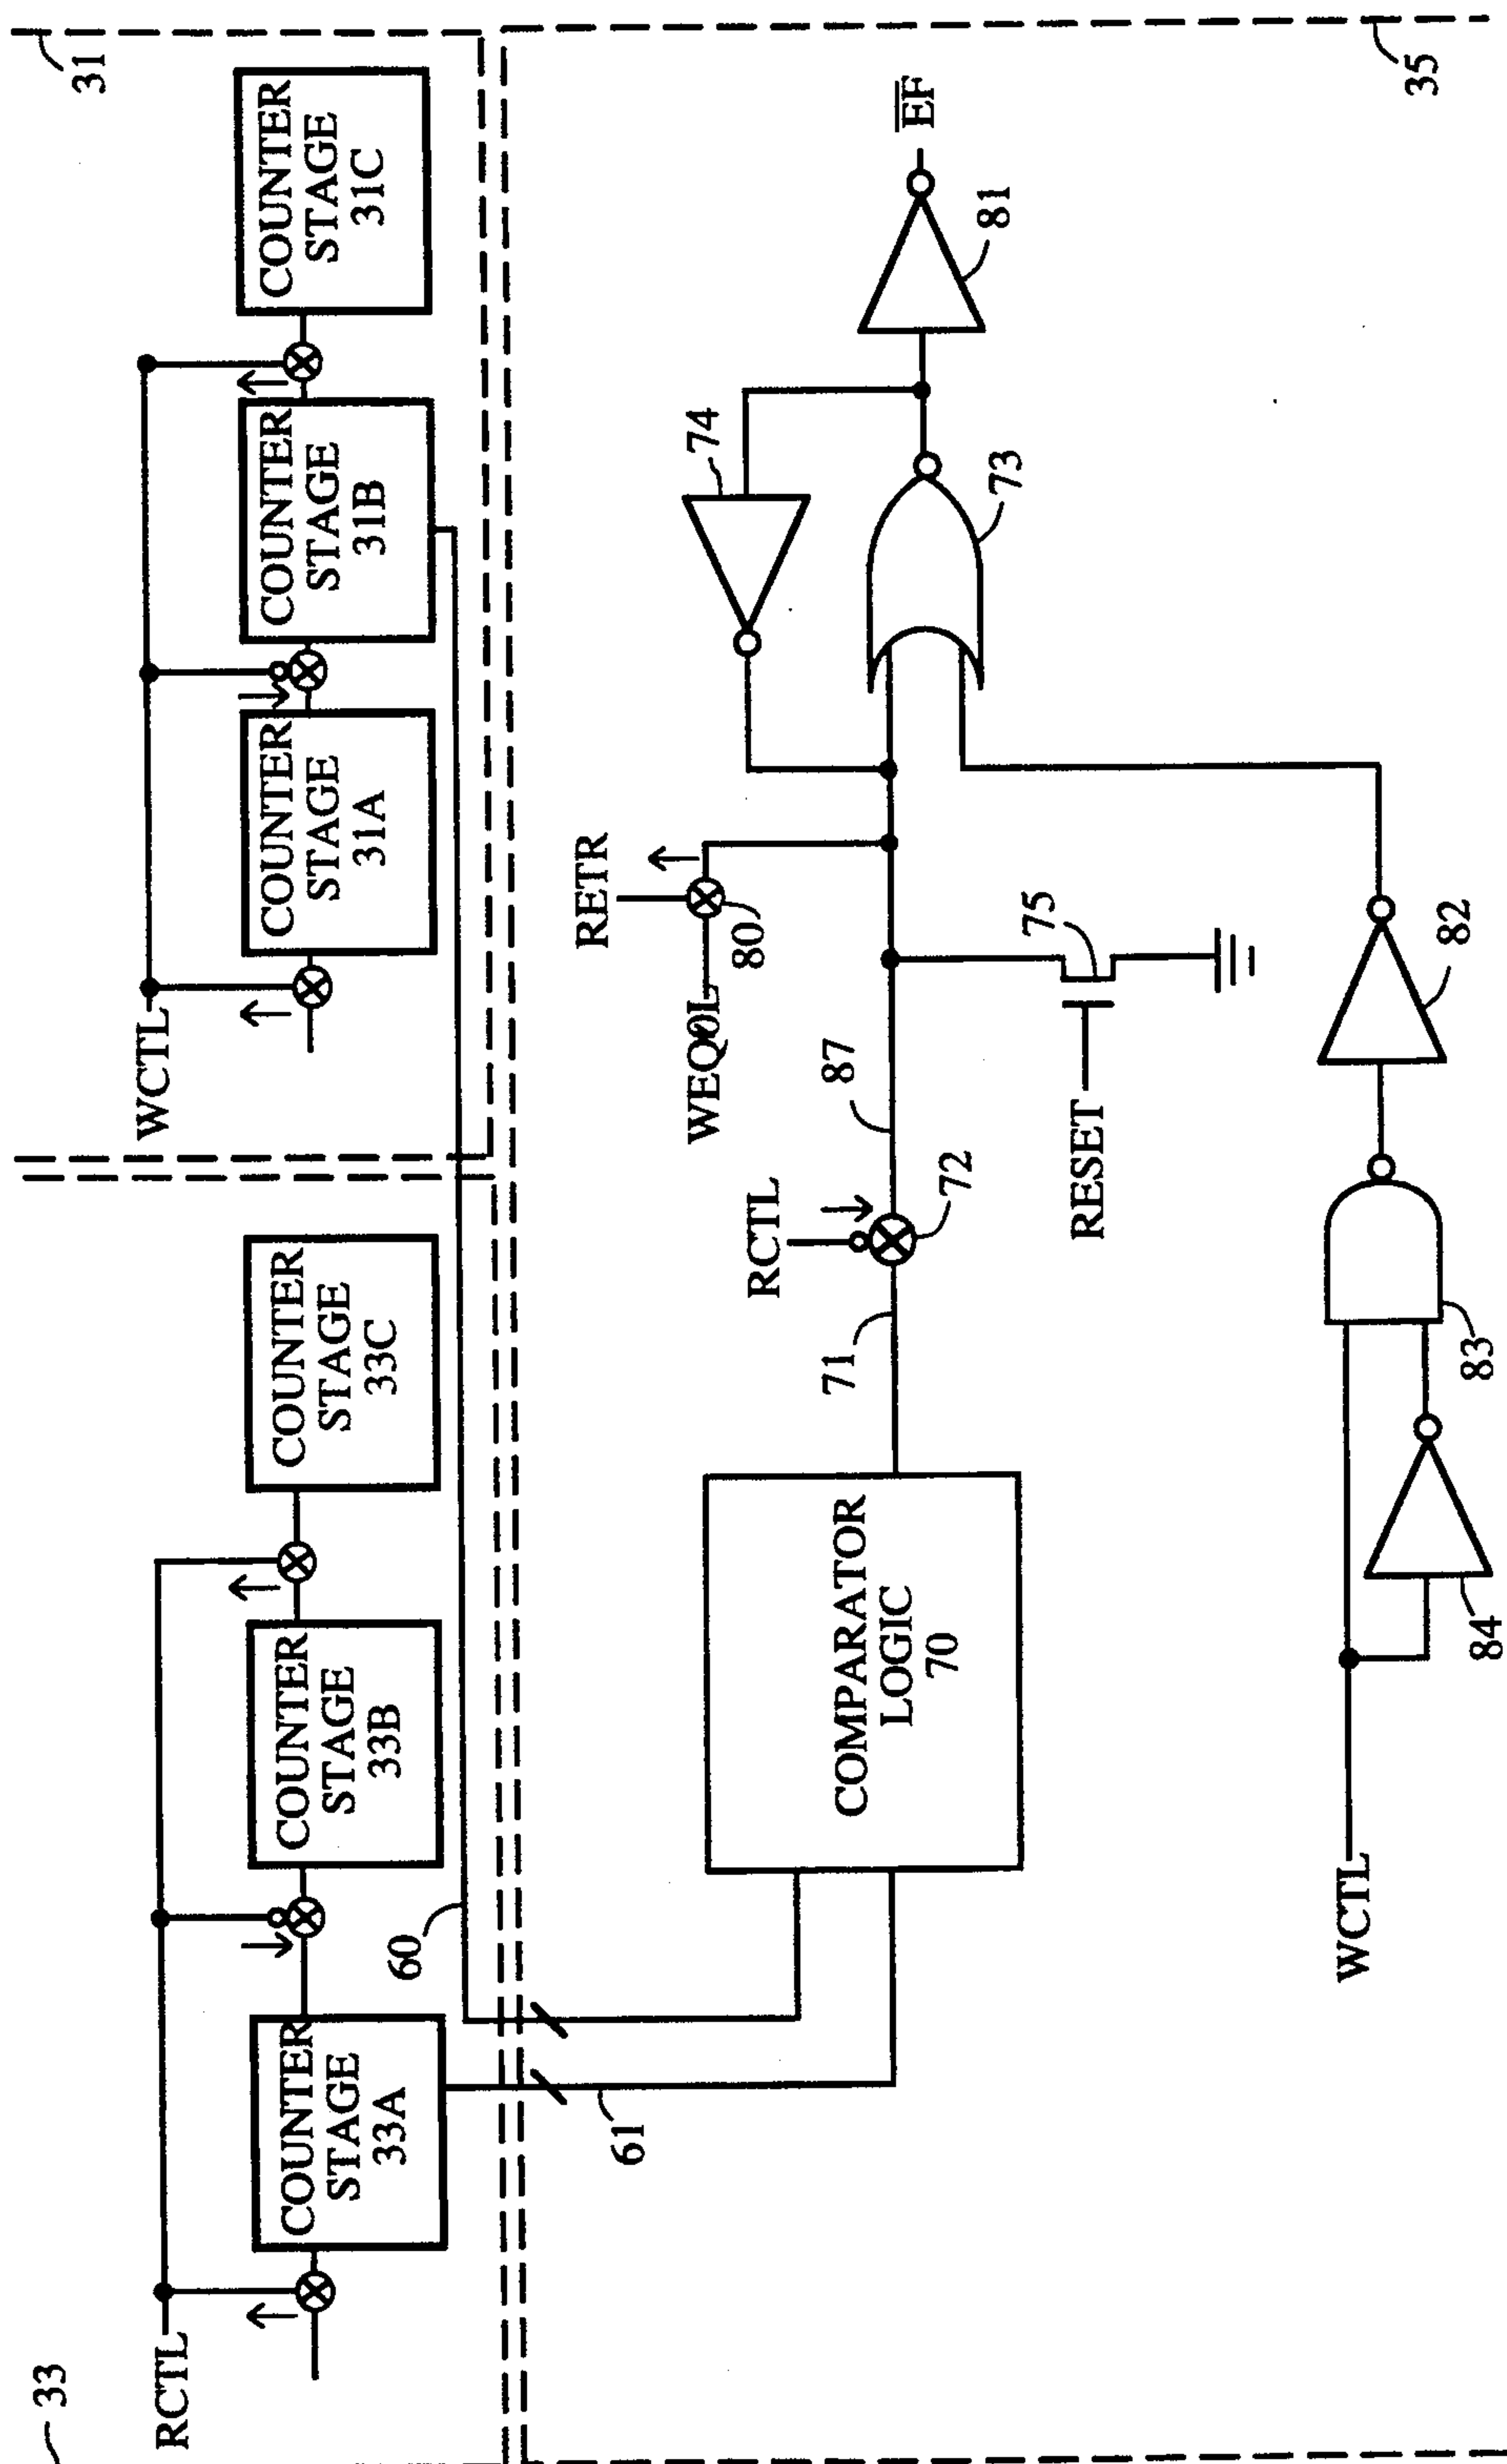 33
31
RCTL
WCTL
COUNTER
STAGE
33A
COUNTER
STAGE
33B
COUNTER
STAGE
33C
COUNTER
STAGE
31A
COUNTER
STAGE
31B
COUNTER
STAGE
31C
60
61
RETR
WEQ0L
80
74
RCTL
71
72
87
COMPARATOR
LOGIC
70
73
EF
81
RESET
75
WCTL
84
83
82
35